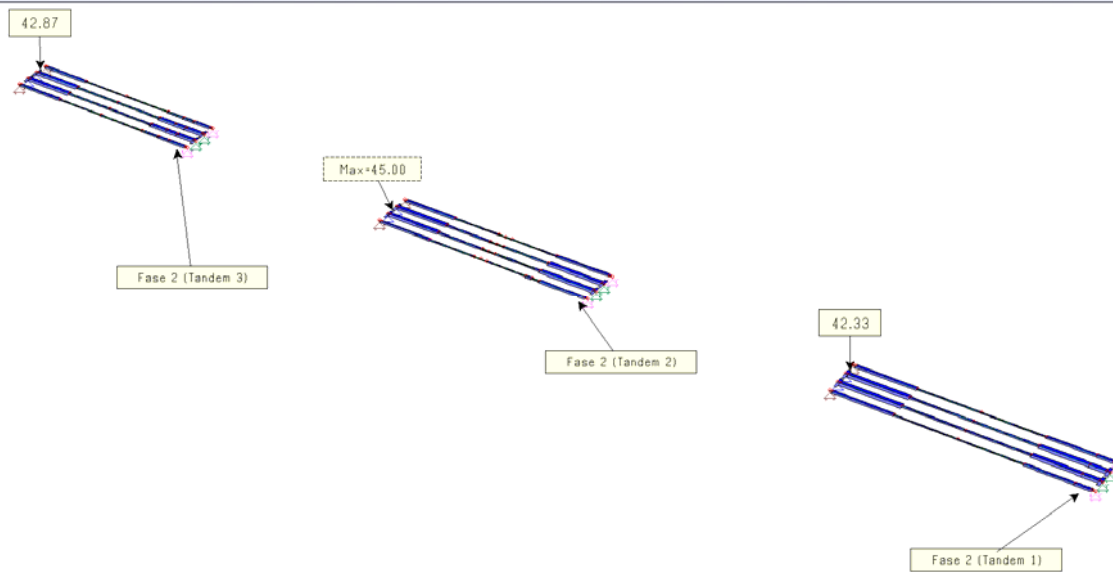 42.87
Max=45.00
Fase 2 (Tandem 3)
42.33
Fase 2 (Tandem 2)
Fase 2 (Tandem 1)